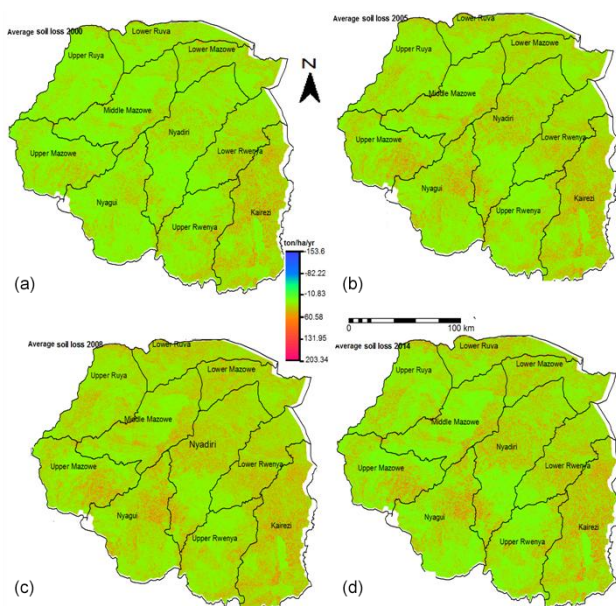 Average soil loss 2000
Lower Ruva
Upper Ruya
Lower Mazowe
Middle Mazowe
Nyadiri
Upper Mazowe
Lower Rwenya
Nyagui
Kairezi
Upper Rwenya
(a)
N
Average soil loss 2005
Lower Ruva
Upper Ruya
Lower Mazowe
Middle Mazowe
Nyadiri
Upper Mazowe
Lower Rwenya
Nyagui
Kairezi
Upper Rwenya
(b)
ton/ha/yr
-153.6
-82.22
-10.83
60.58
131.95
203.34
0 100 km
Average soil loss 2008
Lower Ruva
Upper Ruya
Lower Mazowe
Middle Mazowe
Nyadiri
Upper Mazowe
Lower Rwenya
Nyagui
Kairezi
Upper Rwenya
(c)
Average soil loss 2014
Lower Ruva
Upper Ruya
Lower Mazowe
Middle Mazowe
Nyadiri
Upper Mazowe
Lower Rwenya
Nyagui
Kairezi
Upper Rwenya
(d)